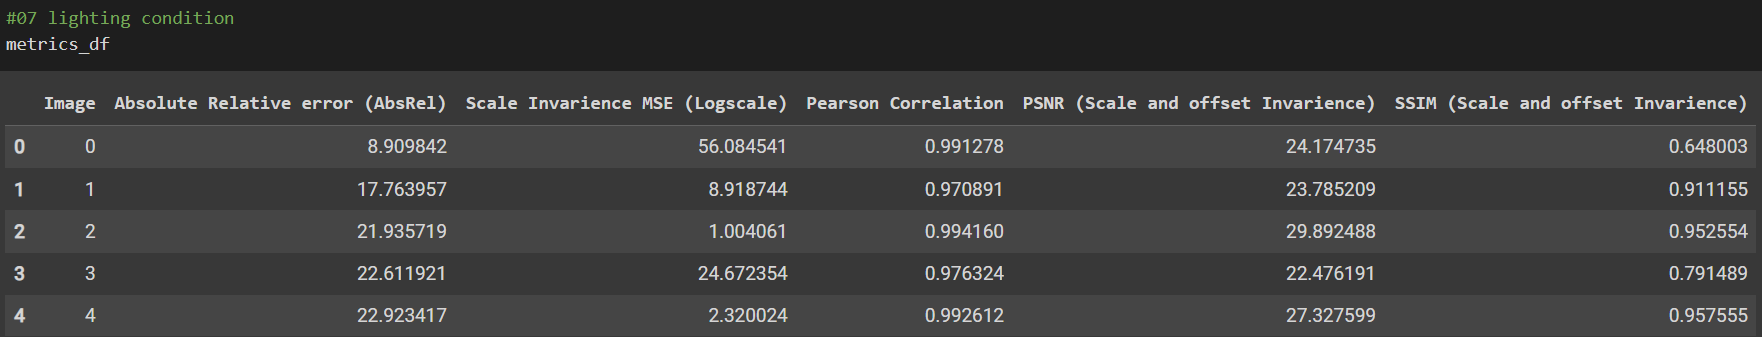 #07 lighting condition
metrics_df
Image Absolute Relative error (AbsRel) Scale Invarience MSE (Logscale) Pearson Correlation PSNR (Scale and offset Invarience) SSIM (Scale and offset Invarience)
0 0 8.909842 56.084541 0.991278 24.174735 0.648003
1 1 17.763957 8.918744 0.970891 23.785209 0.911155
2 2 21.935719 1.004061 0.994160 29.892488 0.952554
3 3 22.611921 24.672354 0.976324 22.476191 0.791489
4 4 22.923417 2.320024 0.992612 27.327599 0.957555